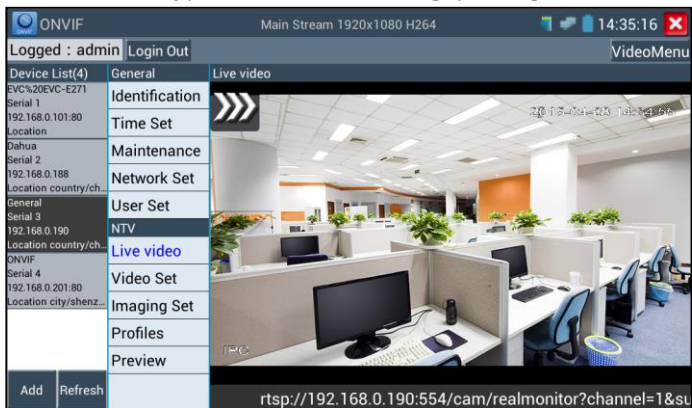 ONVIF
Main Stream 1920x1080 H264
14:35:16
Logged : admin
Login Out
VideoMenu
Device List(4)
EVC%20EVC-E271
Serial 1
192.168.0.101:80
Location
Dahua
Serial 2
192.168.0.188
Location country/ch...
General
Serial 3
192.168.0.190
Location country/ch...
ONVIF
Serial 4
192.168.0.201:80
Location city/shenz...
Add
Refresh
General
Identification
Time Set
Maintenance
Network Set
User Set
NTV
Live video
Video Set
Imaging Set
Profiles
Preview
Live video
IPC
rtsp://192.168.0.190:554/cam/realmonitor?channel=1&su